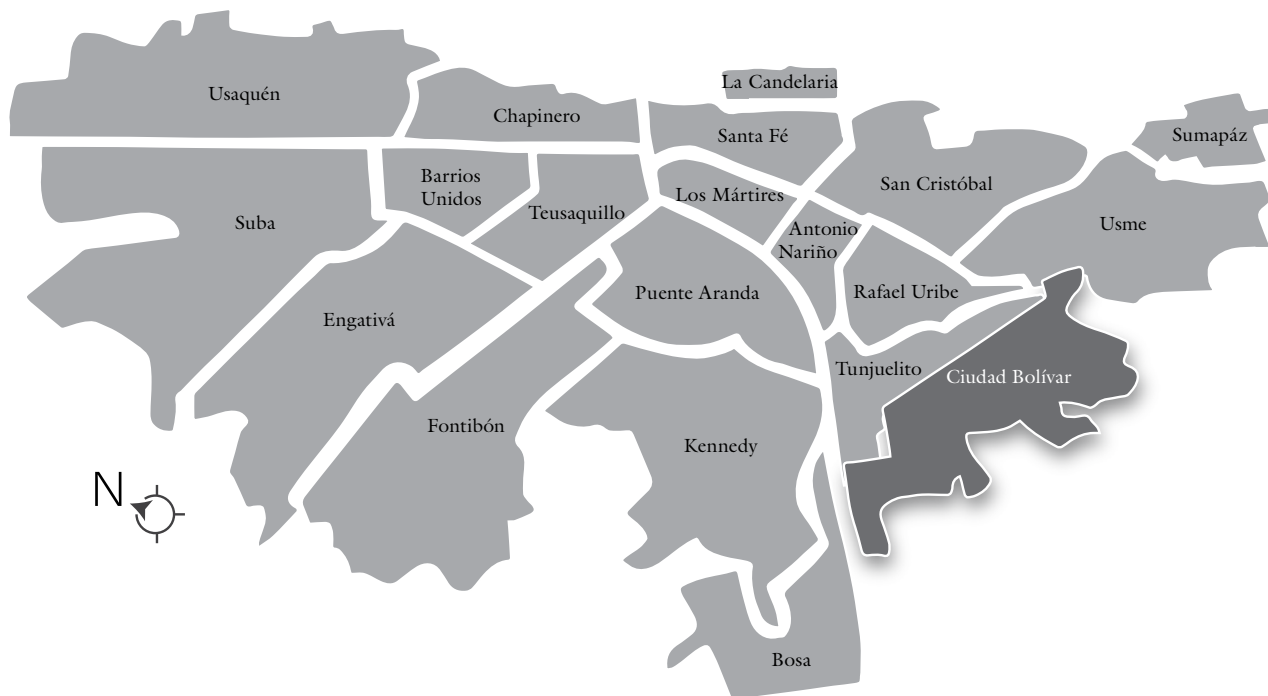 La Candelaria
Usaquén
Chapinero
Santa Fé
Sumapáz
Barrios
Unidos
San Cristóbal
Los Mártires
Teusaquillo
Suba
Usme
Antonio
Nariño
Puente Aranda
Rafael Uribe
Engativá
Tunjuelito
Ciudad Bolívar
Fontibón
Kennedy
N
Bosa